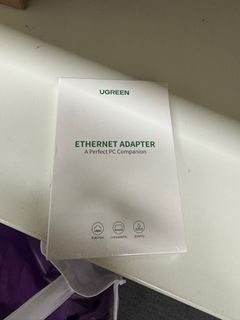 UGREEN
ETHERNET ADAPTER
A Perfect PC Companion